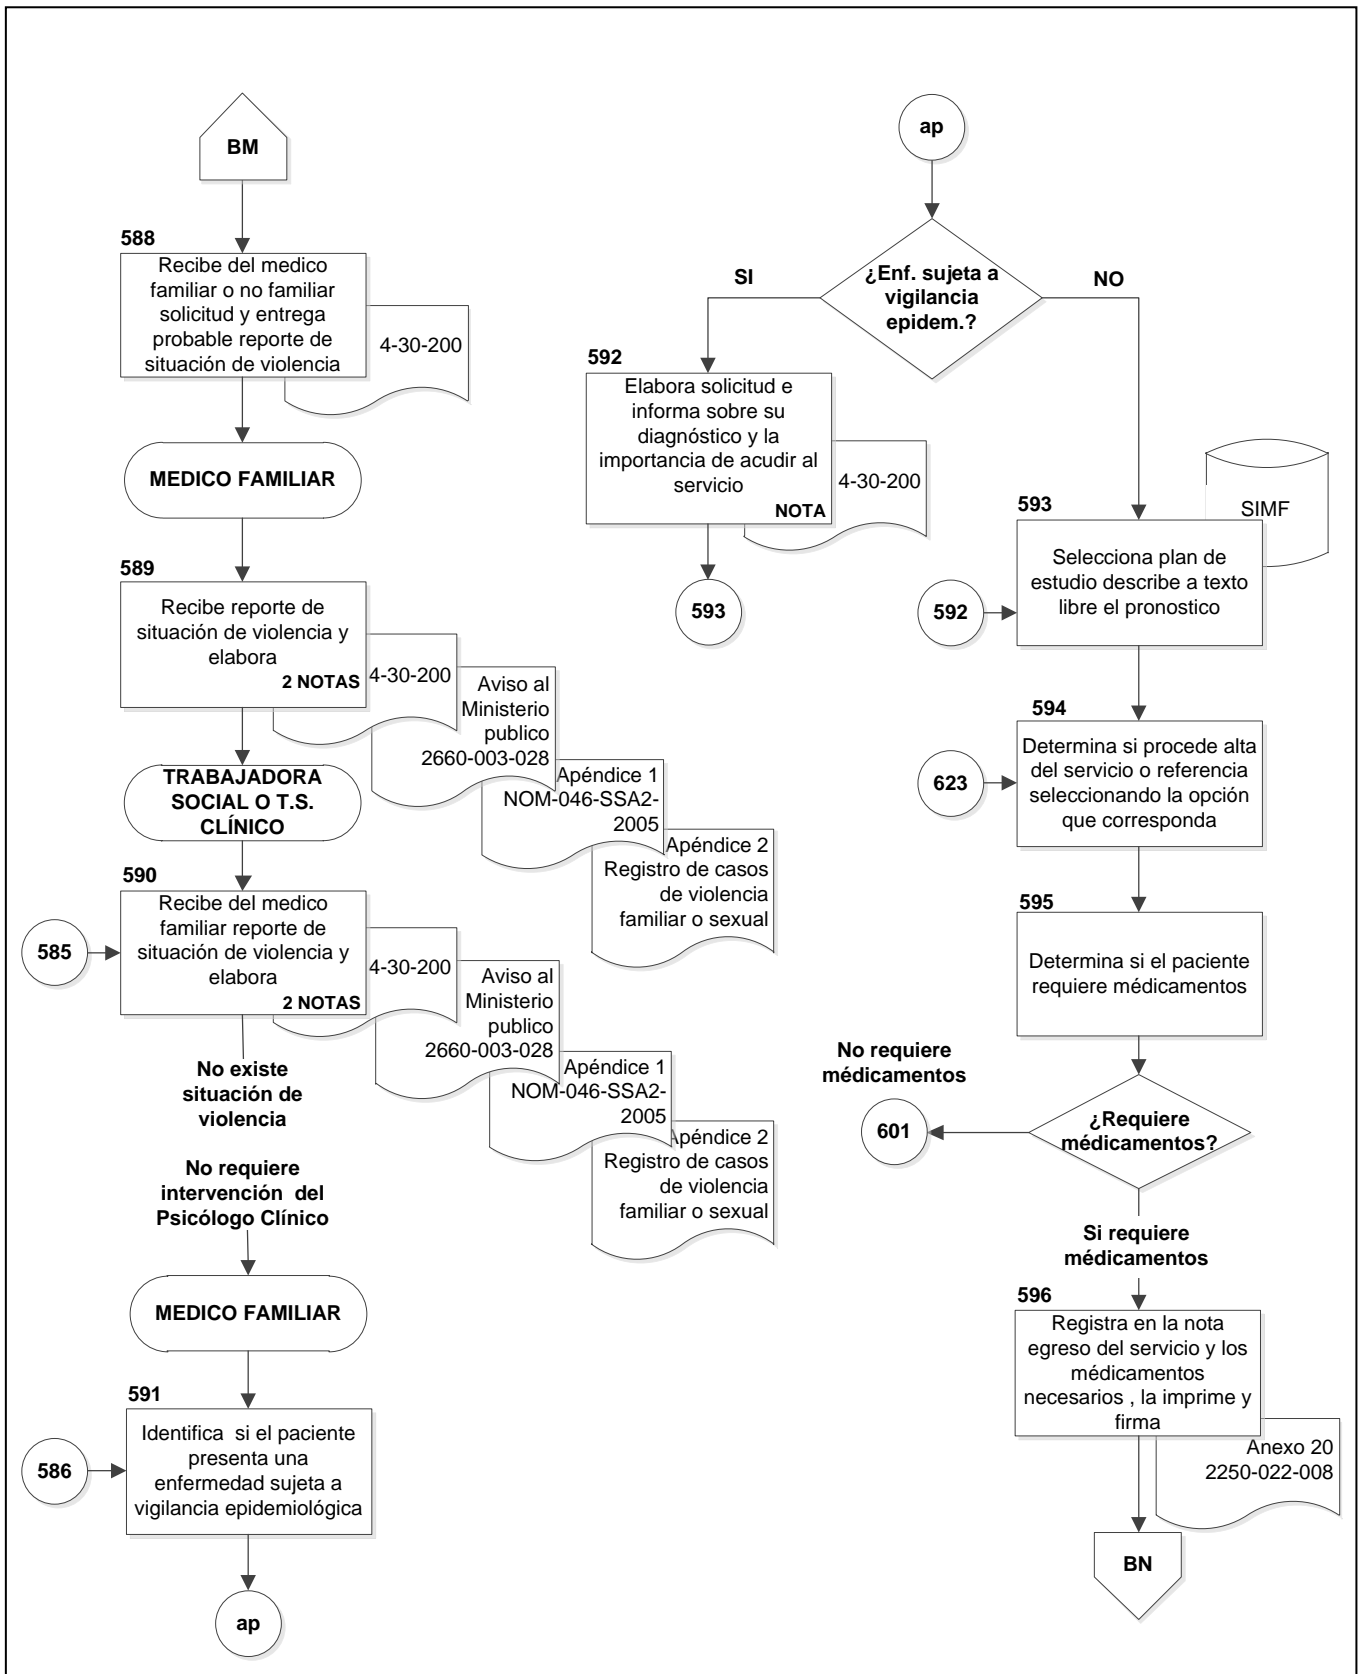 BM
588
Recibe del medico
familiar o no familiar
solicitud y entrega
probable reporte de
situación de violencia
4-30-200
MEDICO FAMILIAR
589
Recibe reporte de
situación de violencia y
elabora
2 NOTAS
4-30-200
Aviso al
Ministerio
publico
2660-003-028
Apéndice 1
NOM-046-SSA2-
2005
Apéndice 2
Registro de casos
de violencia
familiar o sexual
TRABAJADORA
SOCIAL O T.S.
CLÍNICO
590
Recibe del medico
familiar reporte de
situación de violencia y
elabora
2 NOTAS
585
4-30-200
Aviso al
Ministerio
publico
2660-003-028
Apéndice 1
NOM-046-SSA2-
2005
Apéndice 2
Registro de casos
de violencia
familiar o sexual
No existe
situación de
violencia
No requiere
intervención del
Psicólogo Clínico
MEDICO FAMILIAR
591
Identifica si el paciente
presenta una
enfermedad sujeta a
vigilancia epidemiológica
586
ap
ap
¿Enf. sujeta a
vigilancia
epidem.?
SI
NO
592
Elabora solicitud e
informa sobre su
diagnóstico y la
importancia de acudir al
servicio
NOTA
4-30-200
593
SIMF
593
Selecciona plan de
estudio describe a texto
libre el pronostico
592
594
Determina si procede alta
del servicio o referencia
seleccionando la opción
que corresponda
623
595
Determina si el paciente
requiere médicamentos
No requiere
médicamentos
601
¿Requiere
médicamentos?
Si requiere
médicamentos
596
Registra en la nota
egreso del servicio y los
médicamentos
necesarios , la imprime y
firma
Anexo 20
2250-022-008
BN